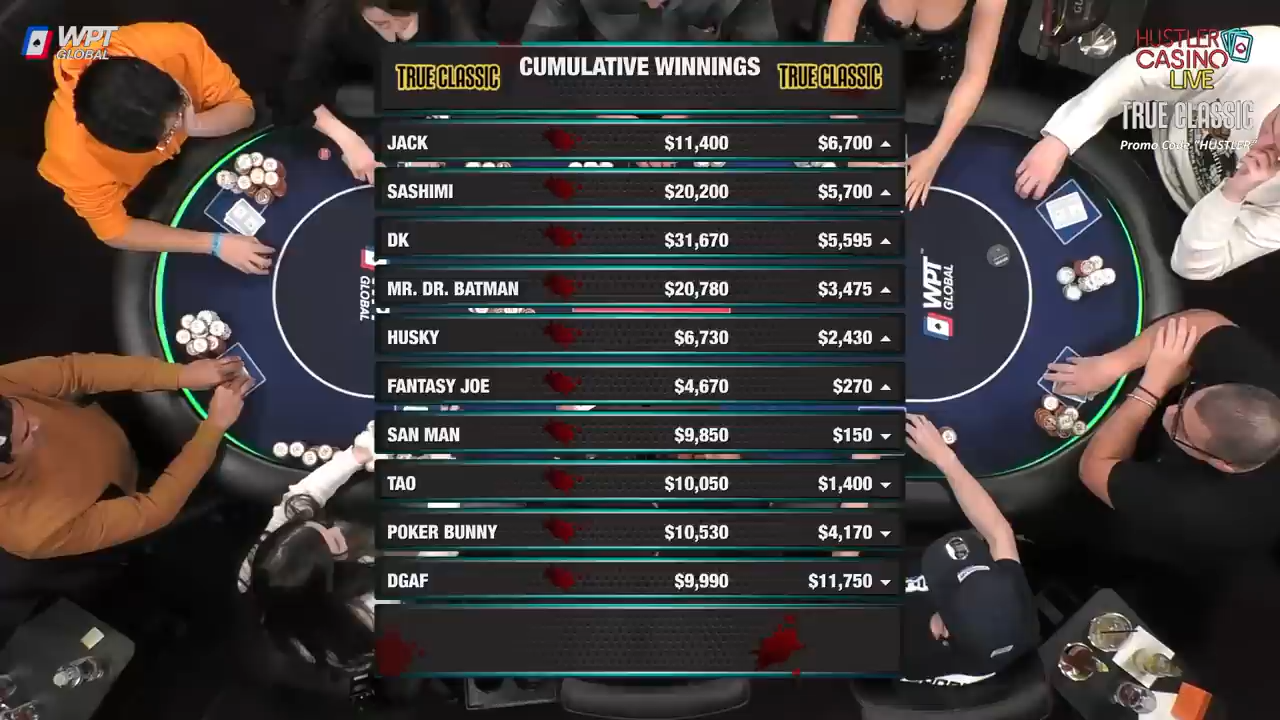 WPT
GLOBAL
HUSTLER
CASINO
LIVE
TRUE CLASSIC
Promo Code "HUSTLER"
TRUE CLASSIC CUMULATIVE WINNINGS TRUE CLASSIC
JACK $11,400 $6,700
SASHIMI $20,200 $5,700
DK $31,670 $5,595
MR. DR. BATMAN $20,780 $3,475
HUSKY $6,730 $2,430
FANTASY JOE $4,670 $270
SAN MAN $9,850 $150
TAO $10,050 $1,400
POKER BUNNY $10,530 $4,170
DGAF $9,990 $11,750
WPT
GLOBAL
GLOBAL